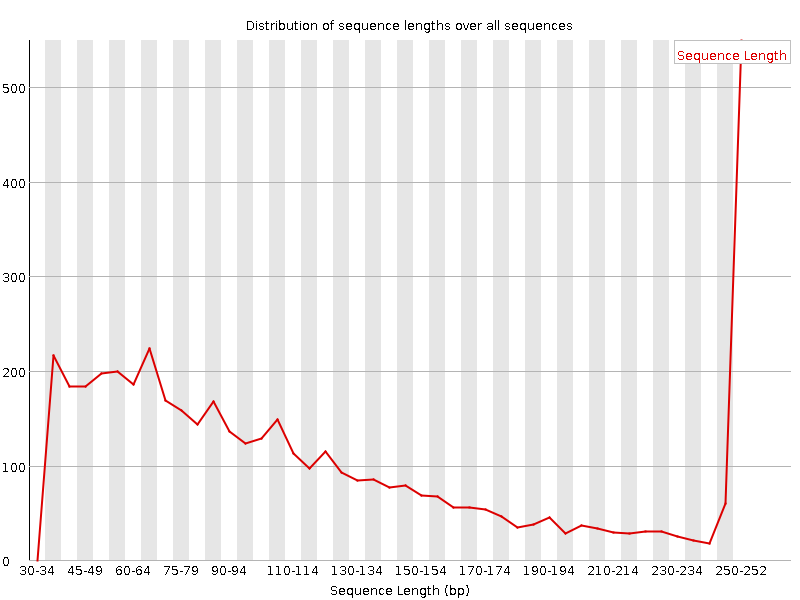 Distribution of sequence lengths over all sequences
Sequence Length
500
400
300
200
100
0
30-34 45-49 60-64 75-79 90-94 110-114 130-134 150-154 170-174 190-194 210-214 230-234 250-252
Sequence Length (bp)